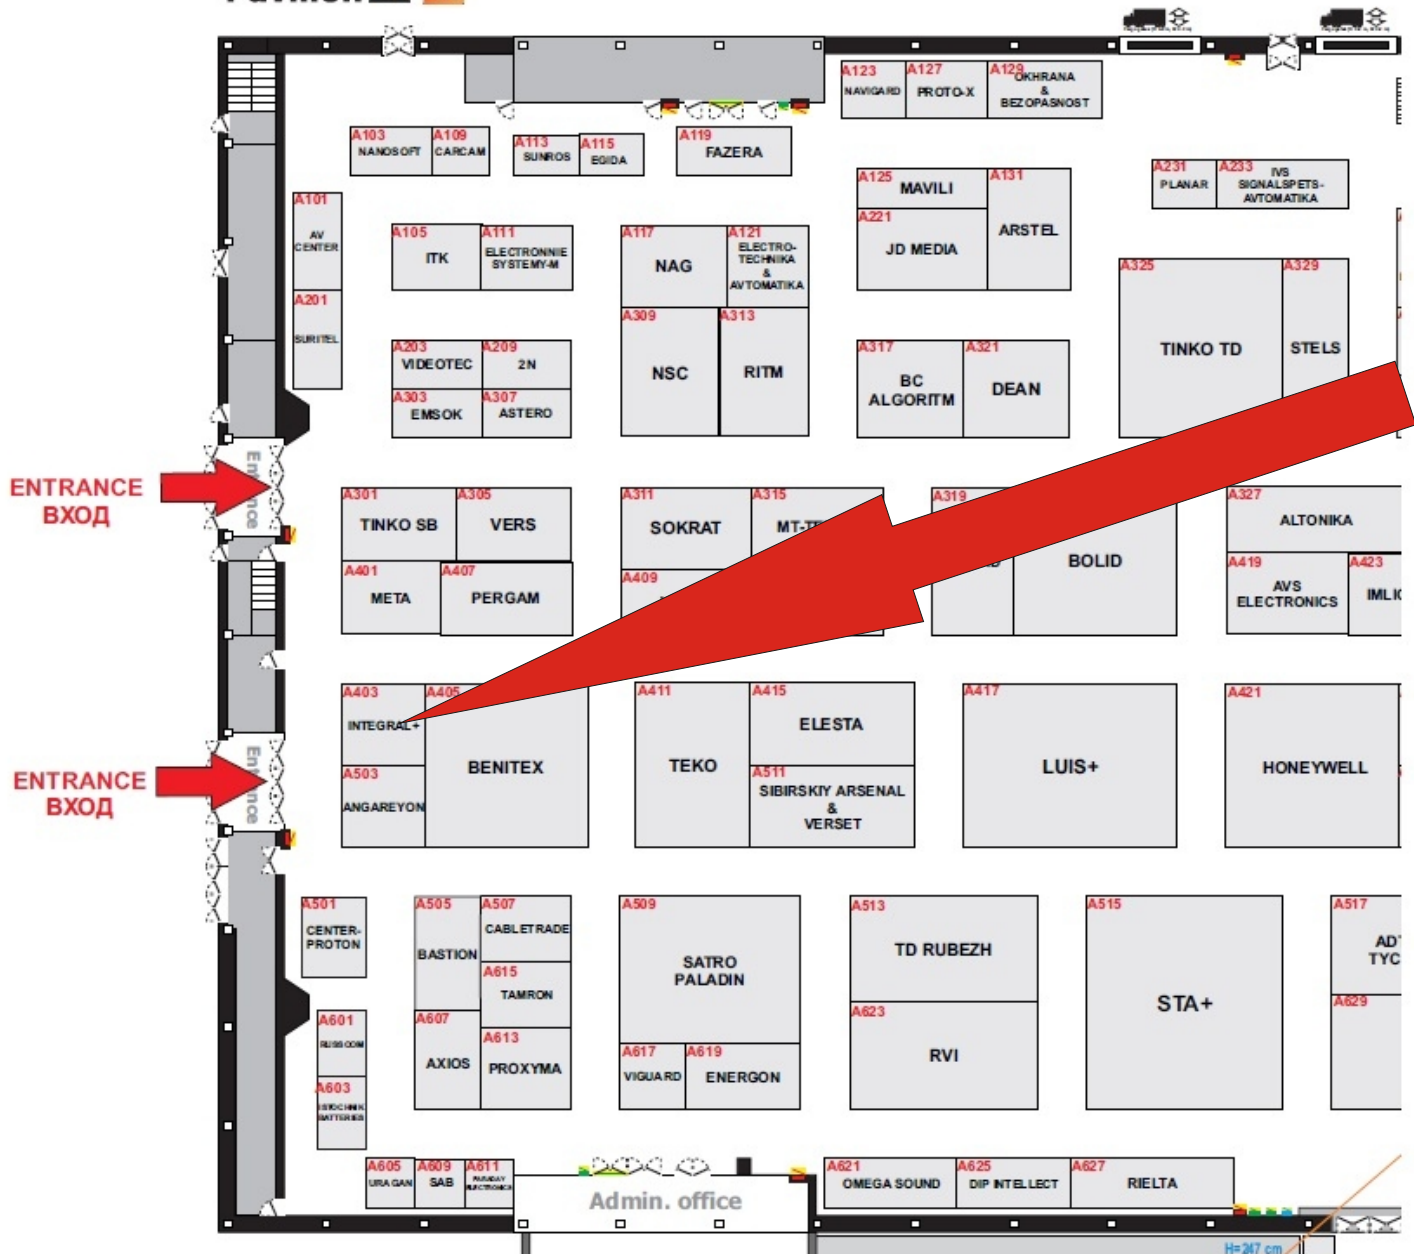 A123
NAVIGARD
A127
PROTO-X
A129
OKHRANA
&
BEZOPASNOST
A103
NANOSOFT
A109
CARCAM
A113
SUNROS
A115
EGIDA
A119
FAZERA
A125
MAVILI
A131
ARSTEL
A221
JD MEDIA
A231
PLANAR
A233
IVS
SIGNALSPETS-
AVTOMATIKA
A101
AV
CENTER
A201
SURITEL
A105
ITK
A111
ELECTRONNIE
SYSTEMY-M
A117
NAG
A121
ELECTRO-
TECHNIKA
&
AVTOMATIKA
A309
NSC
A313
RITM
A325
TINKO TD
A329
STELS
A203
VIDEOTEC
A209
2N
A303
EMSOK
A307
ASTERO
A317
BC
ALGORITM
A321
DEAN
ENTRANCE
ВХОД
Entrance
A301
TINKO SB
A305
VERS
A401
META
A407
PERGAM
A311
SOKRAT
A315
A409
A319
BOLID
A327
ALTONIKA
A419
AVS
ELECTRONICS
A423
A403
INTEGRAL+
A405
BENITEX
A503
ANGAREYON
A411
TEKO
A415
ELESTA
A511
SIBIRSKIY ARSENAL
&
VERSET
A417
LUIS+
A421
HONEYWELL
ENTRANCE
ВХОД
Entrance
A501
CENTER-
PROTON
A505
BASTION
A507
CABLETRADE
A615
TAMRON
A607
AXIOS
A613
PROXYMA
A509
SATRO
PALADIN
A617
VIGUARD
A619
ENERGON
A513
TD RUBEZH
A623
RVI
A515
STA+
A517
A629
A601
RUSSCOM
A603
ISTOCHNIK
BATTERIES
A605
URAGAN
A609
SAB
A611
FARADAY
ELECTRONICS
Admin. office
A621
OMEGA SOUND
A625
DIP INTELLECT
A627
RIELTA
H=247 cm